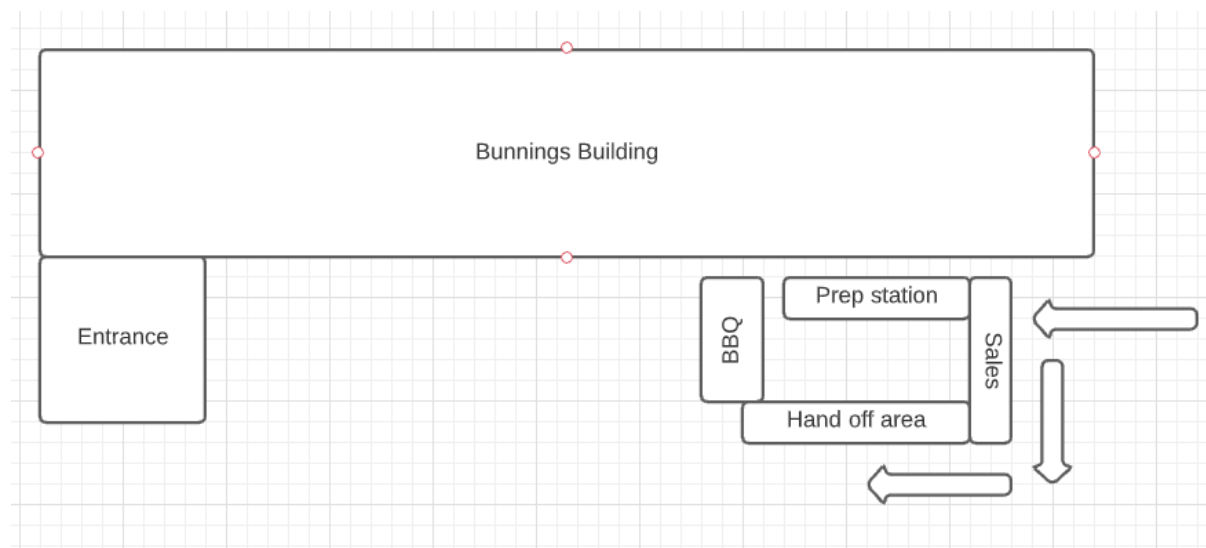 Bunnings Building
Entrance
BBQ
Prep station
Sales
Hand off area